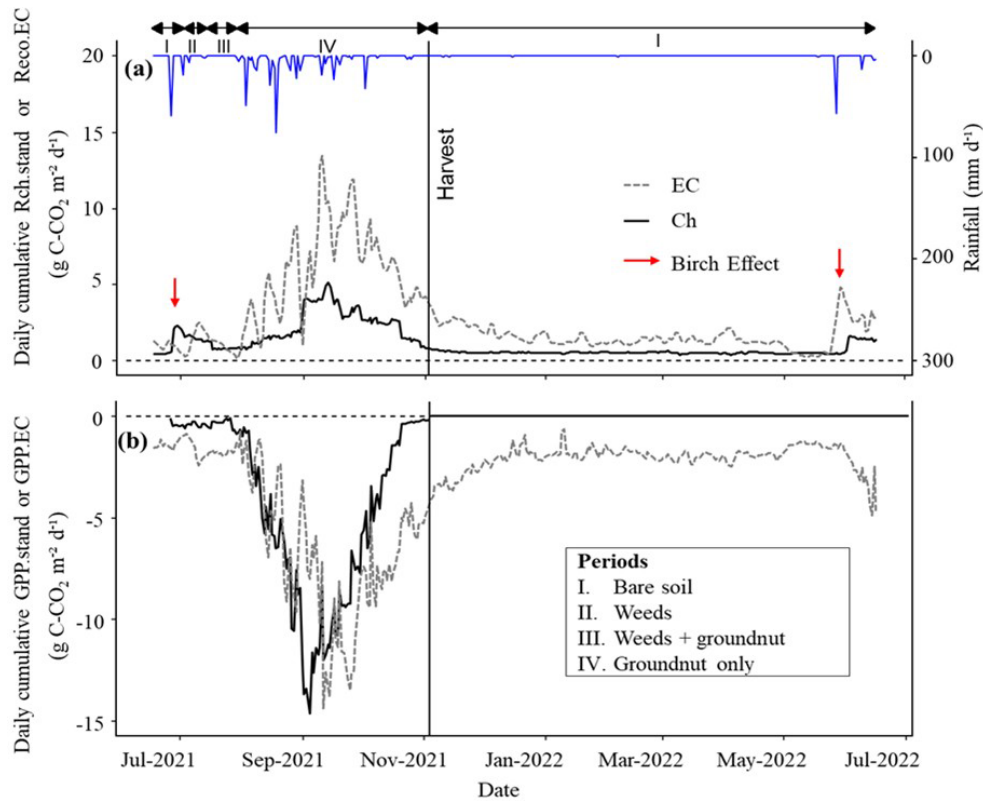 I II III IV I
(a)
Daily cumulative Rch.stand or Reco.EC
(g C-CO₂ m⁻² d⁻¹)
20
15
10
5
0
0
100
200
300
Rainfall (mm d⁻¹)
Harvest
EC
Ch
Birch Effect
(b)
Daily cumulative GPP.stand or GPP.EC
(g C-CO₂ m⁻² d⁻¹)
0
-5
-10
-15
Periods
I. Bare soil
II. Weeds
III. Weeds + groundnut
IV. Groundnut only
Jul-2021 Sep-2021 Nov-2021 Jan-2022 Mar-2022 May-2022 Jul-2022
Date